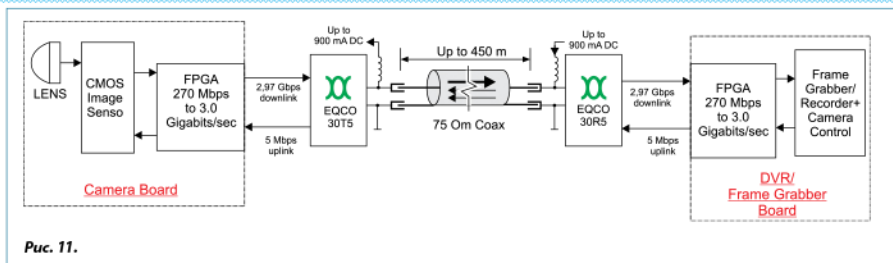 LENS
CMOS
Image
Senso
FPGA
270 Mbps
to 3.0
Gigabits/sec
Camera Board
2,97 Gbps
downlink
5 Mbps
uplink
Up to
900 mA DC
EQCO
30T5
Up to 450 m
75 Om Coax
Up to
900 mA DC
EQCO
30R5
2,97 Gbps
downlink
5 Mbps
uplink
FPGA
270 Mbps
to 3.0
Gigabits/sec
Frame
Grabber/
Recorder+
Camera
Control
DVR/
Frame Grabber
Board
Рис. 11.